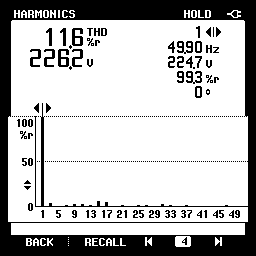 HARMONICS HOLD
11.6 THD %r
226.2 V
1
49.90 Hz
224.7 V
99.3 %r
0 °
100
%r
50
0
1 5 9 13 17 21 25 29 33 37 41 45 49
BACK RECALL 4